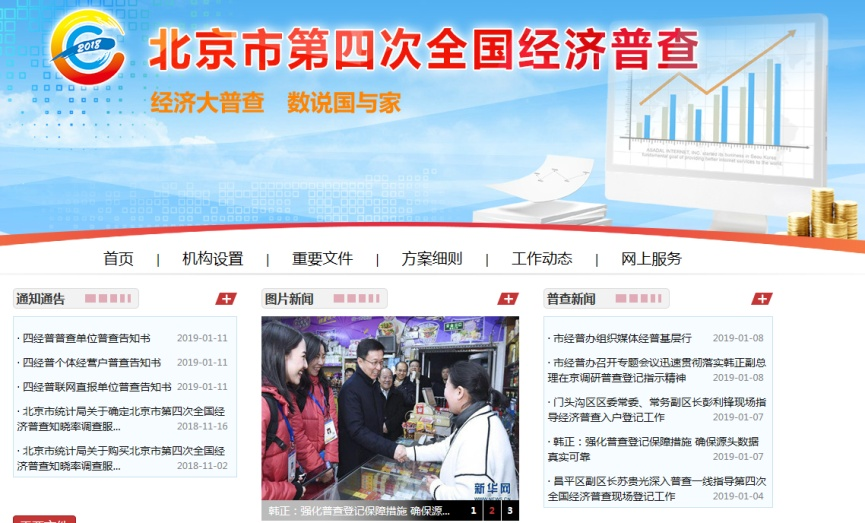 2018
北京市第四次全国经济普查
经济大普查 数说国与家
首页 | 机构设置 | 重要文件 | 方案细则 | 工作动态 | 网上服务
通知通告
· 四经普普查单位普查告知书 2019-01-11
· 四经普个体经营户普查告知书 2019-01-11
· 四经普联网直报单位普查告知书 2019-01-11
· 北京市统计局关于确定北京市第四次全国经
济普查知晓率调查服... 2018-11-16
· 北京市统计局关于购买北京市第四次全国经
济普查知晓率调查服... 2018-11-02
图片新闻
新华网
韩正：强化普查登记保障措施 确保源... 1 2 3
普查新闻
· 市经普办组织媒体经普基层行 2019-01-08
· 市经普办召开专题会议迅速贯彻落实韩正副总
理在京调研普查登记指示精神 2019-01-08
· 门头沟区区委常委、常务副区长彭利锋现场指
导经济普查入户登记工作 2019-01-07
· 韩正：强化普查登记保障措施 确保源头数据
真实可靠 2019-01-07
· 昌平区副区长苏贵光深入普查一线指导第四次
全国经济普查现场登记工作 2019-01-04